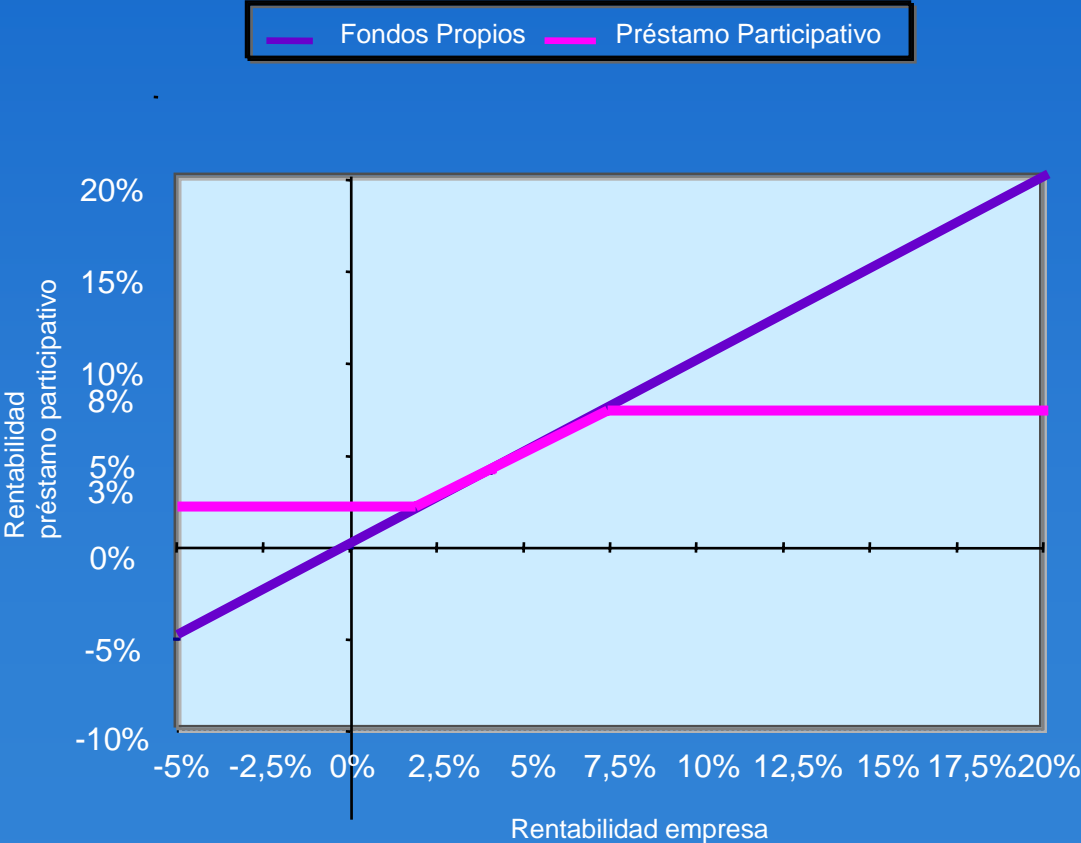 Fondos Propios Préstamo Participativo
20%
15%
10%
8%
5%
3%
0%
-5%
-10%
Rentabilidad
préstamo participativo
-5% -2,5% 0% 2,5% 5% 7,5% 10% 12,5% 15% 17,5% 20%
Rentabilidad empresa